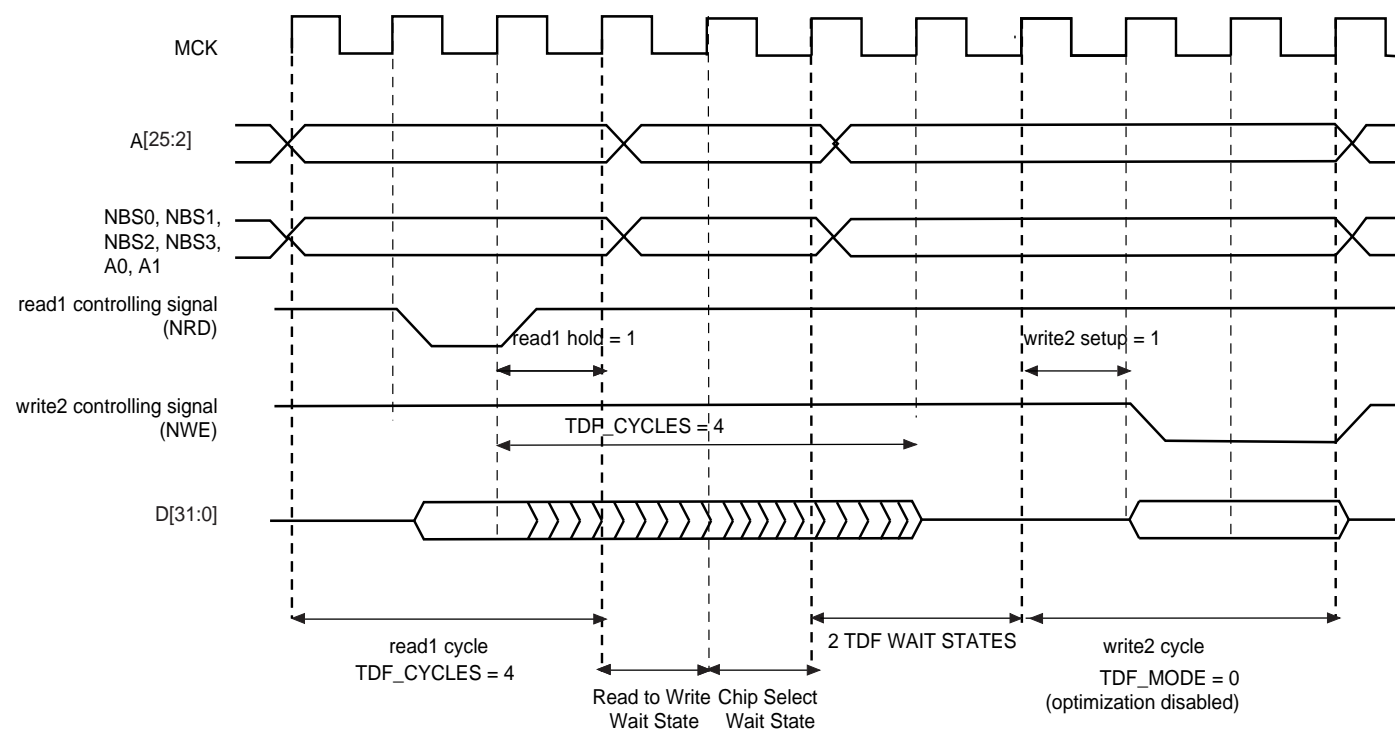 MCK
A[25:2]
NBS0, NBS1,
NBS2, NBS3,
A0, A1
read1 controlling signal
(NRD)
read1 hold = 1
write2 setup = 1
write2 controlling signal
(NWE)
TDF_CYCLES = 4
D[31:0]
read1 cycle
TDF_CYCLES = 4
2 TDF WAIT STATES
write2 cycle
TDF_MODE = 0
(optimization disabled)
Read to Write
Wait State
Chip Select
Wait State